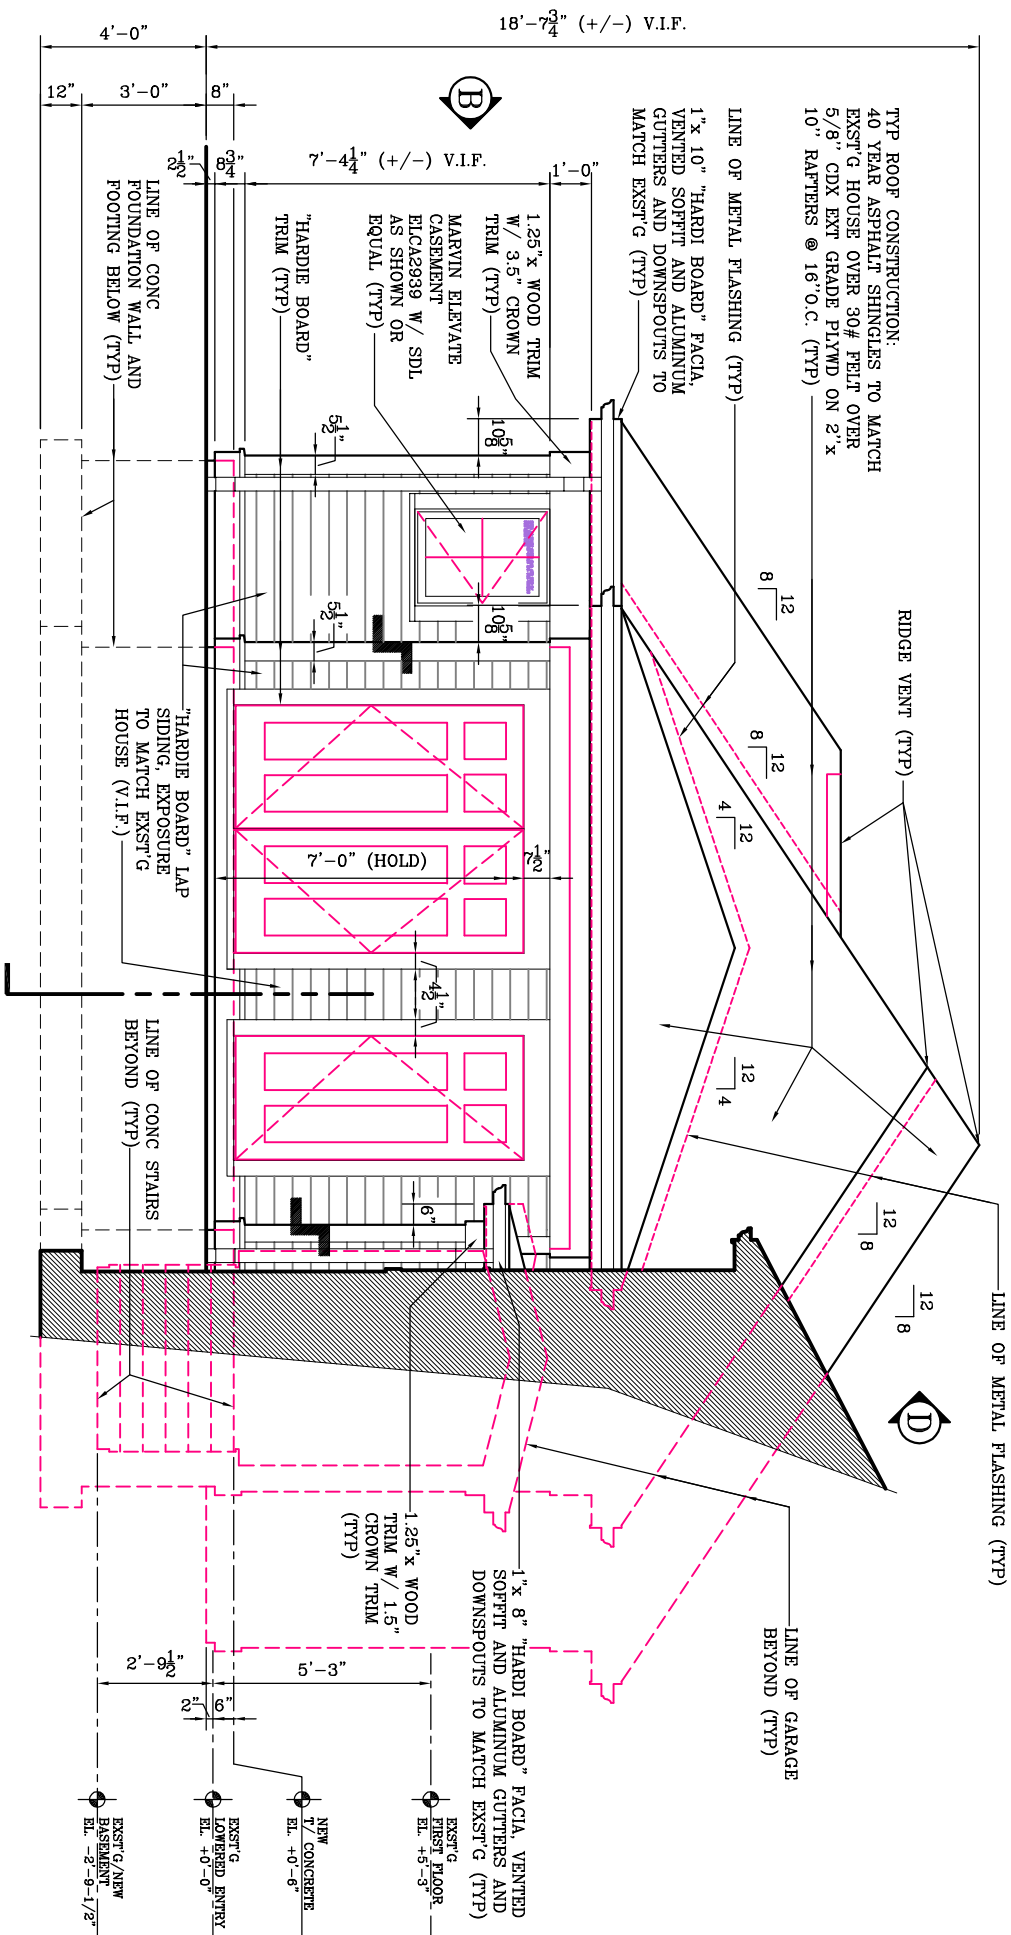 TYP ROOF CONSTRUCTION:
40 YEAR ASPHALT SHINGLES TO MATCH
EXST'G HOUSE OVER 30# FELT OVER
5/8" CDX EXT GRADE PLYWD ON 2"x
10" RAFTERS @ 16"O.C. (TYP)
LINE OF METAL FLASHING (TYP)
1"x 10" "HARDI BOARD" FACIA,
VENTED SOFFIT AND ALUMINUM
GUTTERS AND DOWNSPOUTS TO
MATCH EXST'G (TYP)
1.25"x WOOD TRIM
W/ 3.5" CROWN
TRIM (TYP)
MARVIN ELEVATE
CASEMENT
ELCA2939 W/ SDL
AS SHOWN OR
EQUAL (TYP)
"HARDIE BOARD"
TRIM (TYP)
LINE OF CONC
FOUNDATION WALL AND
FOOTING BELOW (TYP)
RIDGE VENT (TYP)
LINE OF METAL FLASHING (TYP)
"HARDIE BOARD" LAP
SIDING, EXPOSURE
TO MATCH EXST'G
HOUSE (V.I.F.)
LINE OF CONC STAIRS
BEYOND (TYP)
LINE OF GARAGE
BEYOND (TYP)
1"x 8" "HARDI BOARD" FACIA, VENTED
SOFFIT AND ALUMINUM GUTTERS AND
DOWNSPOUTS TO MATCH EXST'G (TYP)
1.25"x WOOD
TRIM W/ 1.5"
CROWN TRIM
(TYP)
18'-7 3/4" (+/-) V.I.F.
4'-0"
12"
3'-0"
8"
2 1/2"
8 3/4"
7'-4 1/4" (+/-) V.I.F.
1'-0"
B
D
10 5/8"
10 5/8"
5 1/2"
5 1/2"
7'-0" (HOLD)
7 1/2"
4 1/2"
6"
12
8
12
8
12
4
12
4
12
8
12
8
5'-3"
2'-9 1/2"
2"
6"
EXST'G
FIRST FLOOR
EL. +5'-3"
NEW
T/ CONCRETE
EL. +0'-6"
EXST'G
LOWERED ENTRY
EL. +0'-0"
EXST'G/NEW
BASEMENT
EL. -2'-9-1/2"